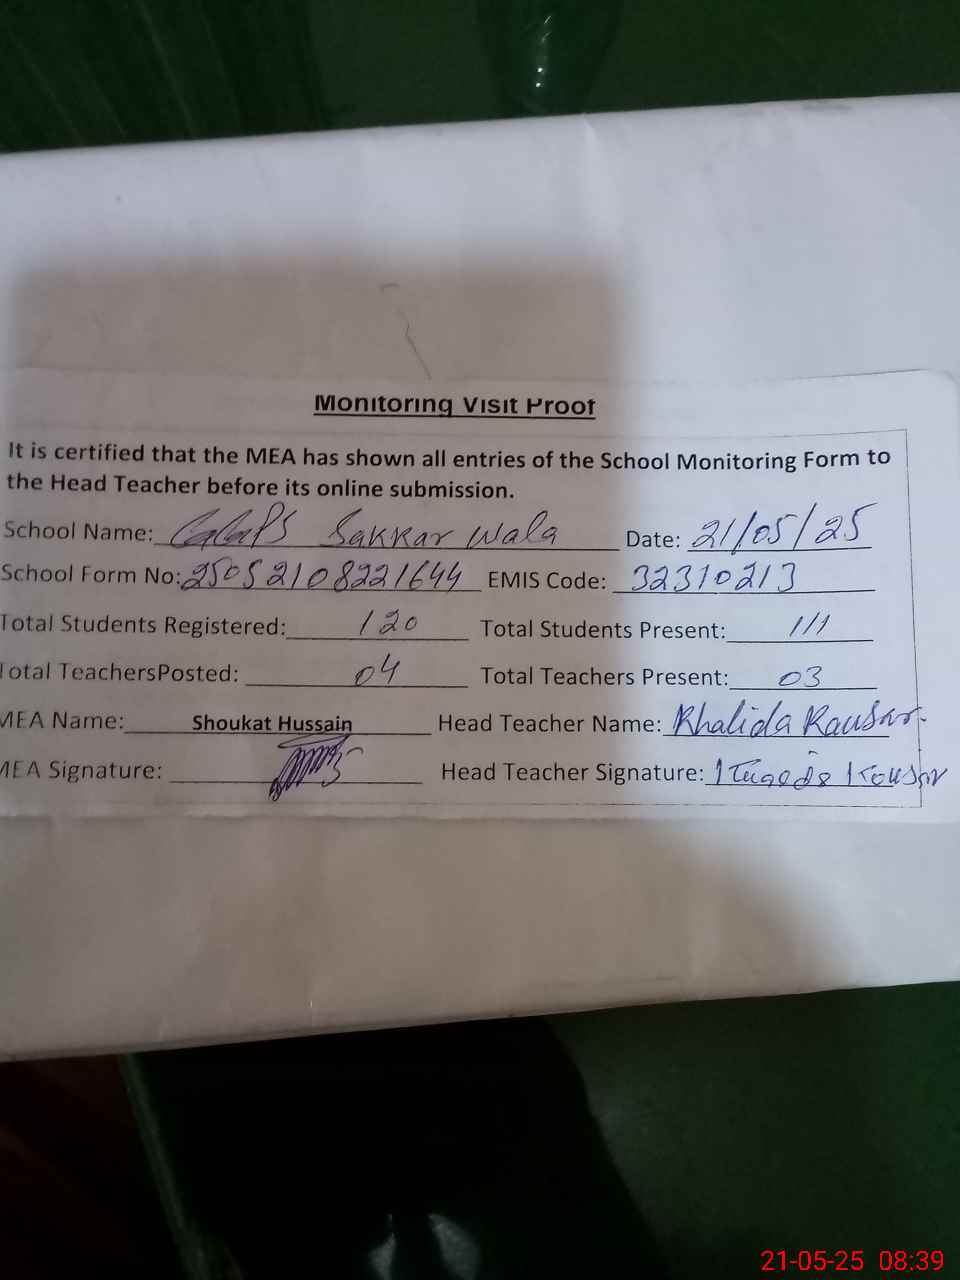 Monitoring Visit Proof
It is certified that the MEA has shown all entries of the School Monitoring Form to
the Head Teacher before its online submission.
School Name: Sakkar Wala Date: 21/05/25
School Form No: 25052108221644 EMIS Code: 32310213
Total Students Registered: 120 Total Students Present: 111
Total TeachersPosted: 04 Total Teachers Present: 03
MEA Name: Shoukat Hussain Head Teacher Name: Khalida Kausar
MEA Signature: Head Teacher Signature: Kousar
21-05-25 08:39